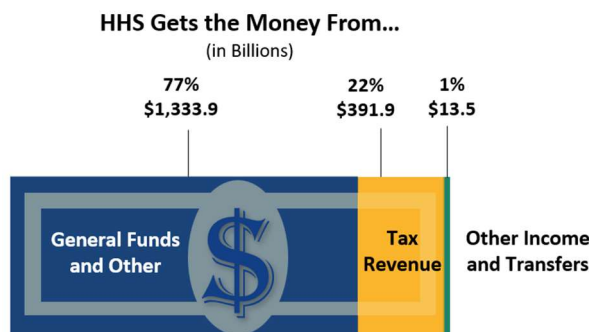 HHS Gets the Money From...
(in Billions)
77%
$1,333.9
22%
$391.9
1%
$13.5
General Funds
and Other
$
Tax
Revenue
Other Income
and Transfers